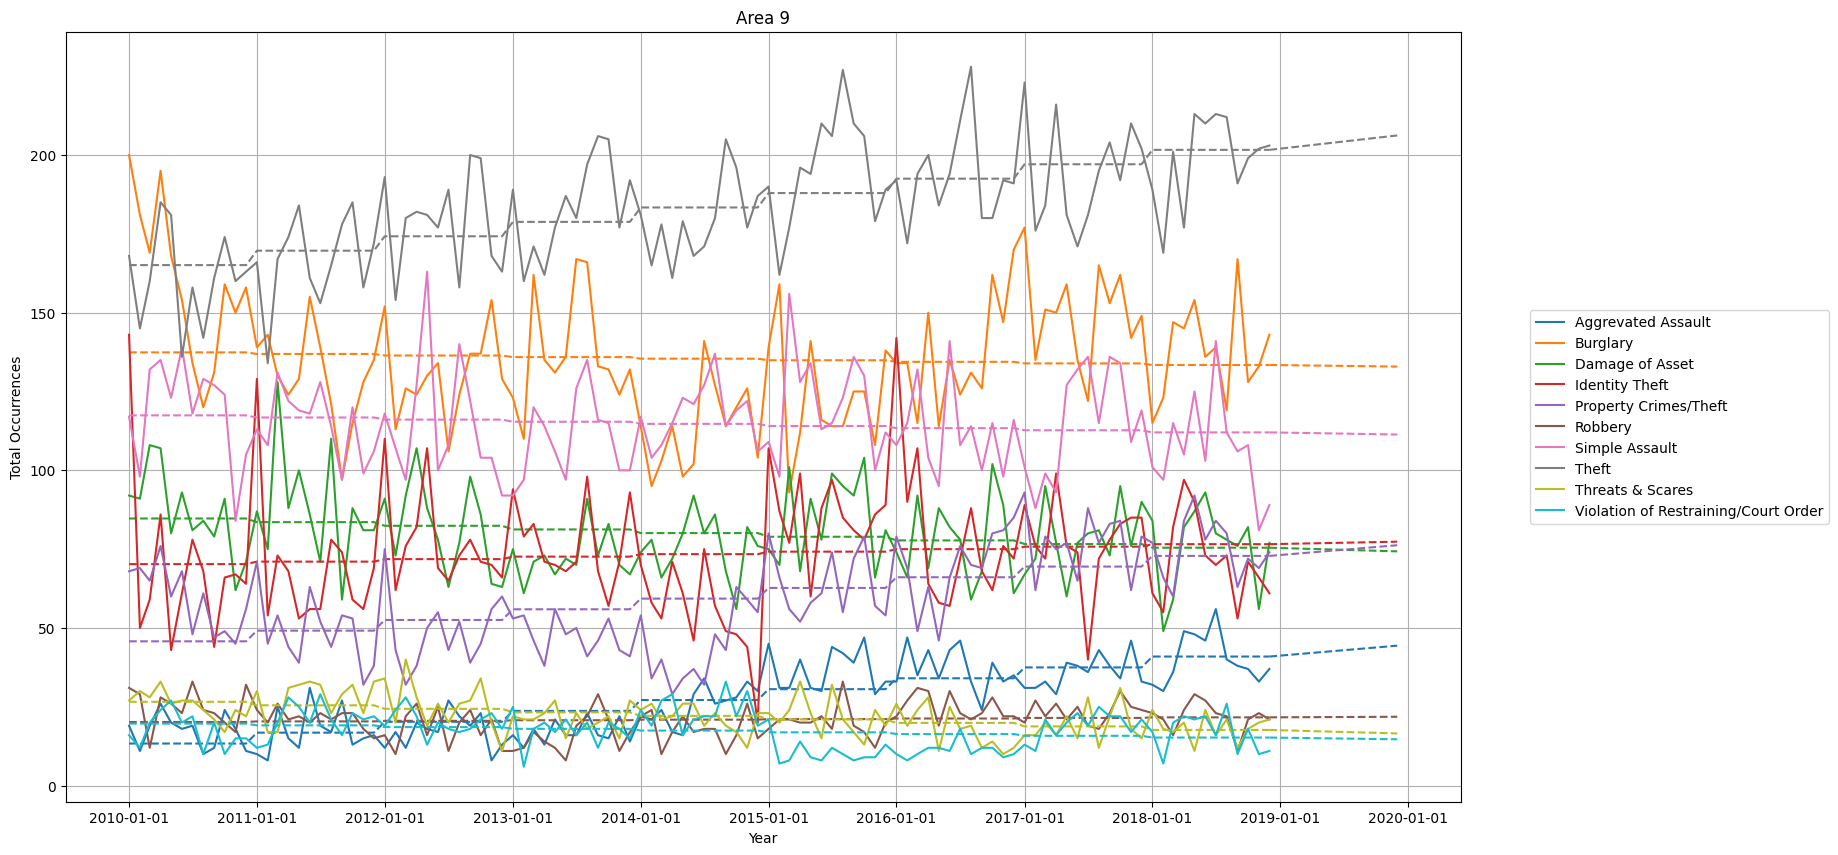 Area 9
Total Occurrences
200
150
100
50
0
2010-01-01 2011-01-01 2012-01-01 2013-01-01 2014-01-01 2015-01-01 2016-01-01 2017-01-01 2018-01-01 2019-01-01 2020-01-01
Year
Aggrevated Assault
Burglary
Damage of Asset
Identity Theft
Property Crimes/Theft
Robbery
Simple Assault
Theft
Threats & Scares
Violation of Restraining/Court Order